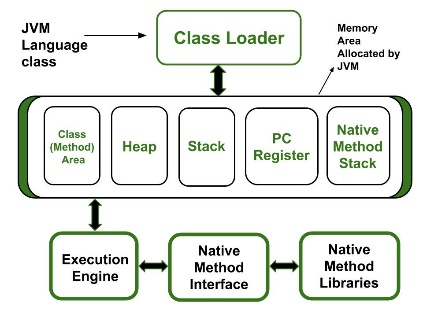 JVM
Language
class
Class Loader
Memory
Area
Allocated by
JVM
Class
(Method)
Area
Heap
Stack
PC
Register
Native
Method
Stack
Execution
Engine
Native
Method
Interface
Native
Method
Libraries